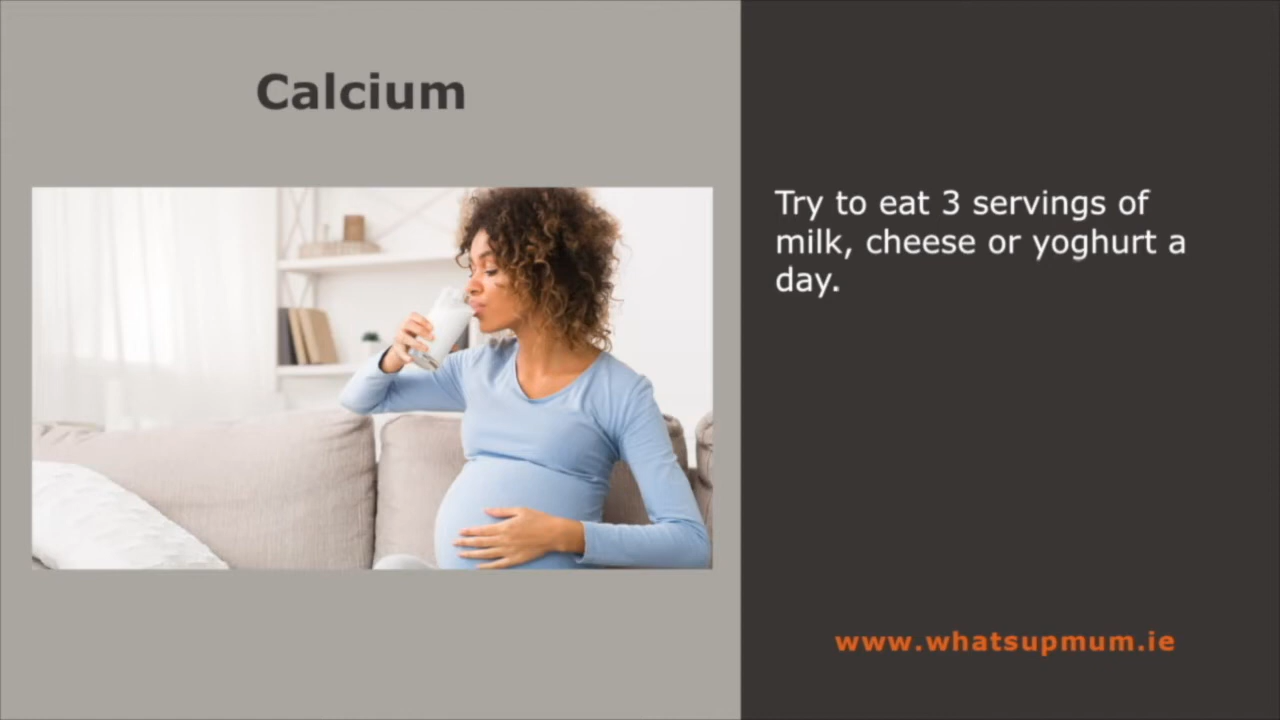 Calcium
Try to eat 3 servings of
milk, cheese or yoghurt a
day.
www.whatsupmum.ie